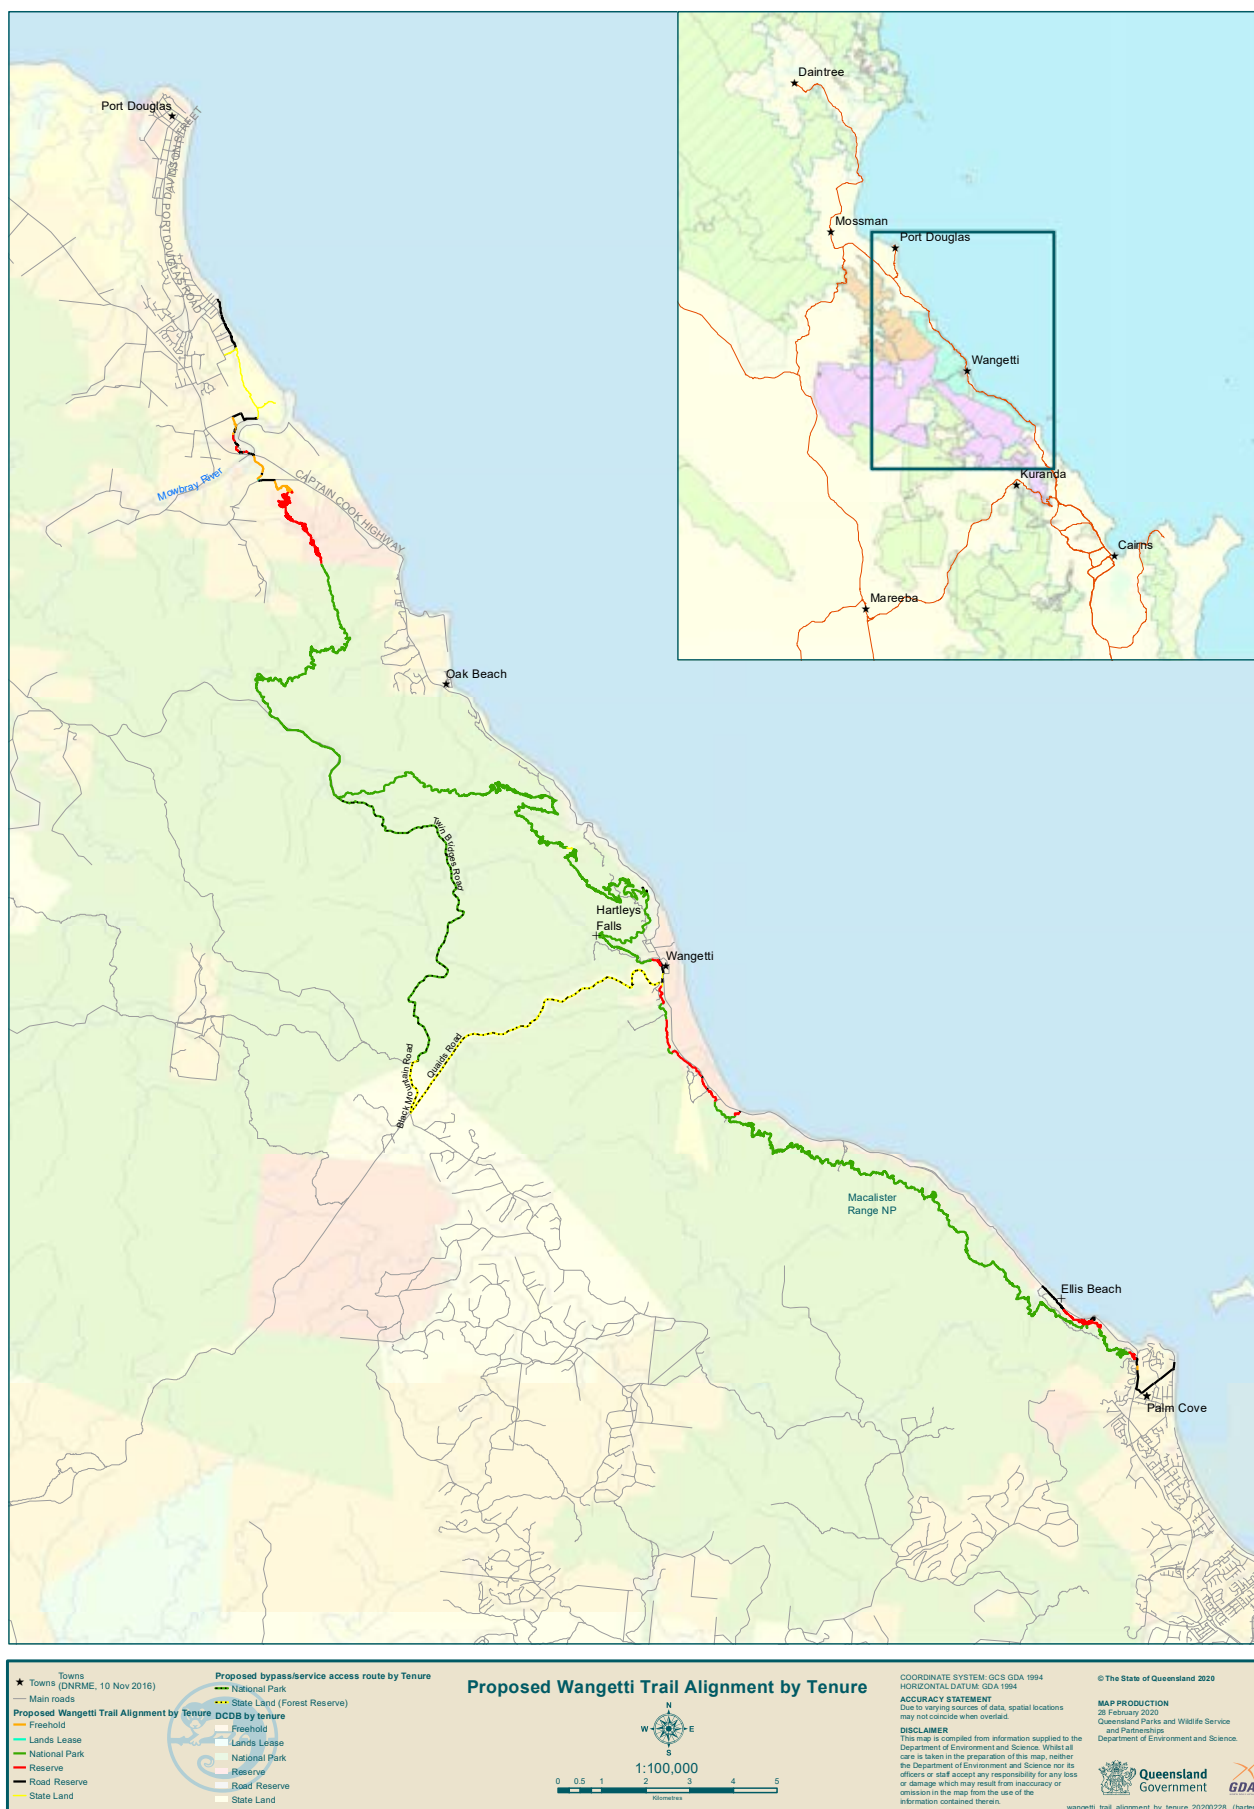 Port Douglas
DAVIDSON STREET
PORT DOUGLAS ROAD
Mowbray River
CAPTAIN COOK HIGHWAY
Oak Beach
Twin Bridges Road
Hartleys
Falls
Wangetti
Quaids Road
Black Mountain Road
Macalister
Range NP
Ellis Beach
Palm Cove
Daintree
Mossman
Port Douglas
Wangetti
Kuranda
Cairns
Mareeba
Towns
Towns
(DNRME, 10 Nov 2016)
Main roads
Proposed Wangetti Trail Alignment by Tenure
Freehold
Lands Lease
National Park
Reserve
Road Reserve
State Land
Proposed bypass/service access route by Tenure
National Park
State Land (Forest Reserve)
DCDB by tenure
Freehold
Lands Lease
National Park
Reserve
Road Reserve
State Land
Proposed Wangetti Trail Alignment by Tenure
N
W E
S
1:100,000
0 0.5 1 2 3 4 5
Kilometres
COORDINATE SYSTEM: GCS GDA 1994
HORIZONTAL DATUM: GDA 1994
ACCURACY STATEMENT
Due to varying sources of data, spatial locations
may not coincide when overlaid.
DISCLAIMER
This map is compiled from information supplied to the
Department of Environment and Science. Whilst all
care is taken in the preparation of this map, neither
the Department of Environment and Science nor its
officers or staff accept any responsibility for any loss
or damage which may result from inaccuracy or
omission in the map from the use of the
information contained therein.
© The State of Queensland 2020
MAP PRODUCTION
28 February 2020
Queensland Parks and Wildlife Service
and Partnerships
Department of Environment and Science.
Queensland
Government
GDA
wangetti_trail_alignment_by_tenure_20200228